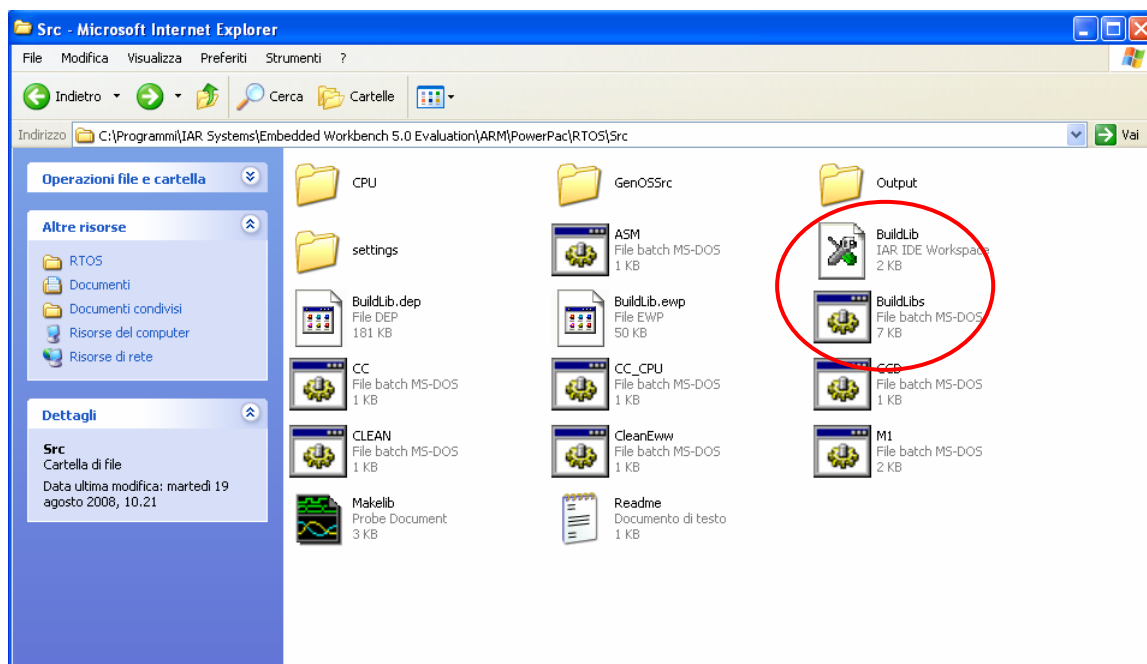 Src - Microsoft Internet Explorer
File Modifica Visualizza Preferiti Strumenti ?
Indietro Cerca Cartelle
Indirizzo C:\Programmi\IAR Systems\Embedded Workbench 5.0 Evaluation\ARM\PowerPac\RTOS\Src Vai
Operazioni file e cartella
Altre risorse
RTOS
Documenti
Documenti condivisi
Risorse del computer
Risorse di rete
Dettagli
Src
Cartella di file
Data ultima modifica: martedì 19
agosto 2008, 10.21
CPU
GenOSSrc
Output
settings
ASM
File batch MS-DOS
1 KB
BuildLib
IAR IDE Workspace
2 KB
BuildLib.dep
File DEP
181 KB
BuildLib.ewp
File EWP
50 KB
BuildLibs
File batch MS-DOS
7 KB
CC
File batch MS-DOS
1 KB
CC_CPU
File batch MS-DOS
1 KB
CCD
File batch MS-DOS
1 KB
CLEAN
File batch MS-DOS
1 KB
CleanEww
File batch MS-DOS
1 KB
M1
File batch MS-DOS
2 KB
Makelib
Probe Document
3 KB
Readme
Documento di testo
1 KB